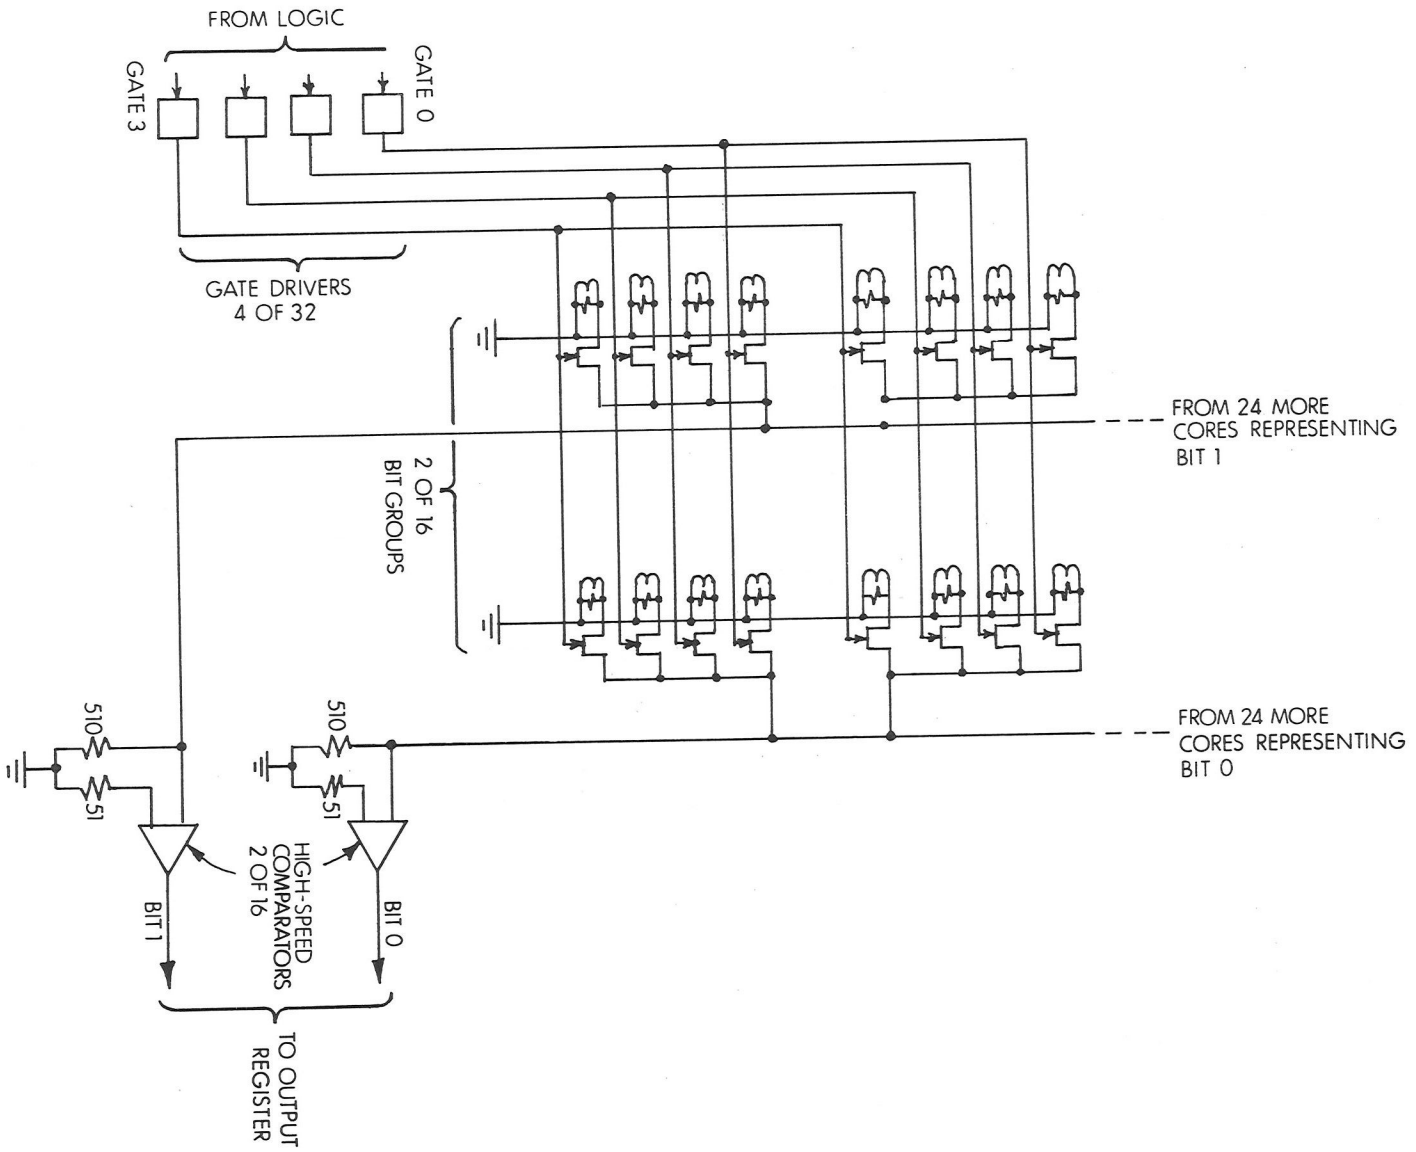 FROM LOGIC
GATE 3
GATE 0
GATE DRIVERS
4 OF 32
2 OF 16
BIT GROUPS
FROM 24 MORE
CORES REPRESENTING
BIT 1
FROM 24 MORE
CORES REPRESENTING
BIT 0
510
51
510
51
HIGH-SPEED
COMPARATORS
2 OF 16
BIT 1
BIT 0
TO OUTPUT
REGISTER